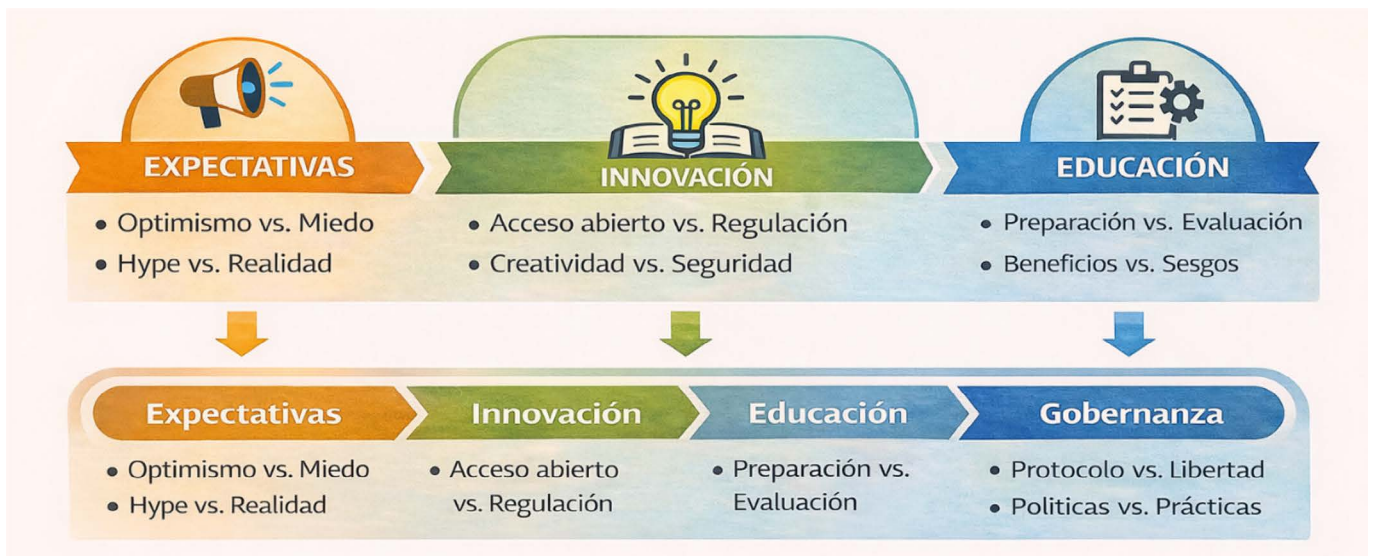 EXPECTATIVAS
INNOVACIÓN
EDUCACIÓN
• Optimismo vs. Miedo
• Hype vs. Realidad
• Acceso abierto vs. Regulación
• Creatividad vs. Seguridad
• Preparación vs. Evaluación
• Beneficios vs. Sesgos
Expectativas
Innovación
Educación
Gobernanza
• Optimismo vs. Miedo
• Hype vs. Realidad
• Acceso abierto
vs. Regulación
• Preparación vs.
Evaluación
• Protocolo vs. Libertad
• Politicas vs. Prácticas